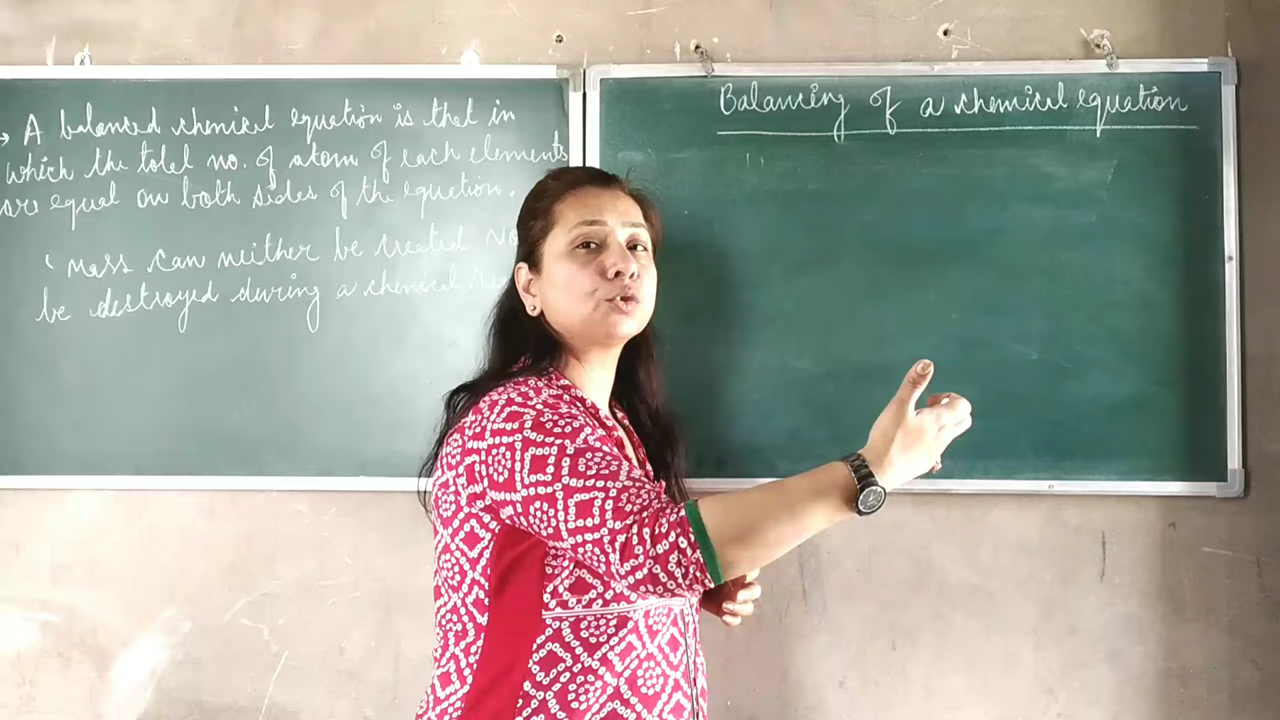 → A balanced chemical equation is that in
which the total no. of atom of each elements
are equal on both sides of the equation.
‘ Mass can neither be created No
be destroyed during a chemical
Balancing of a chemical equation